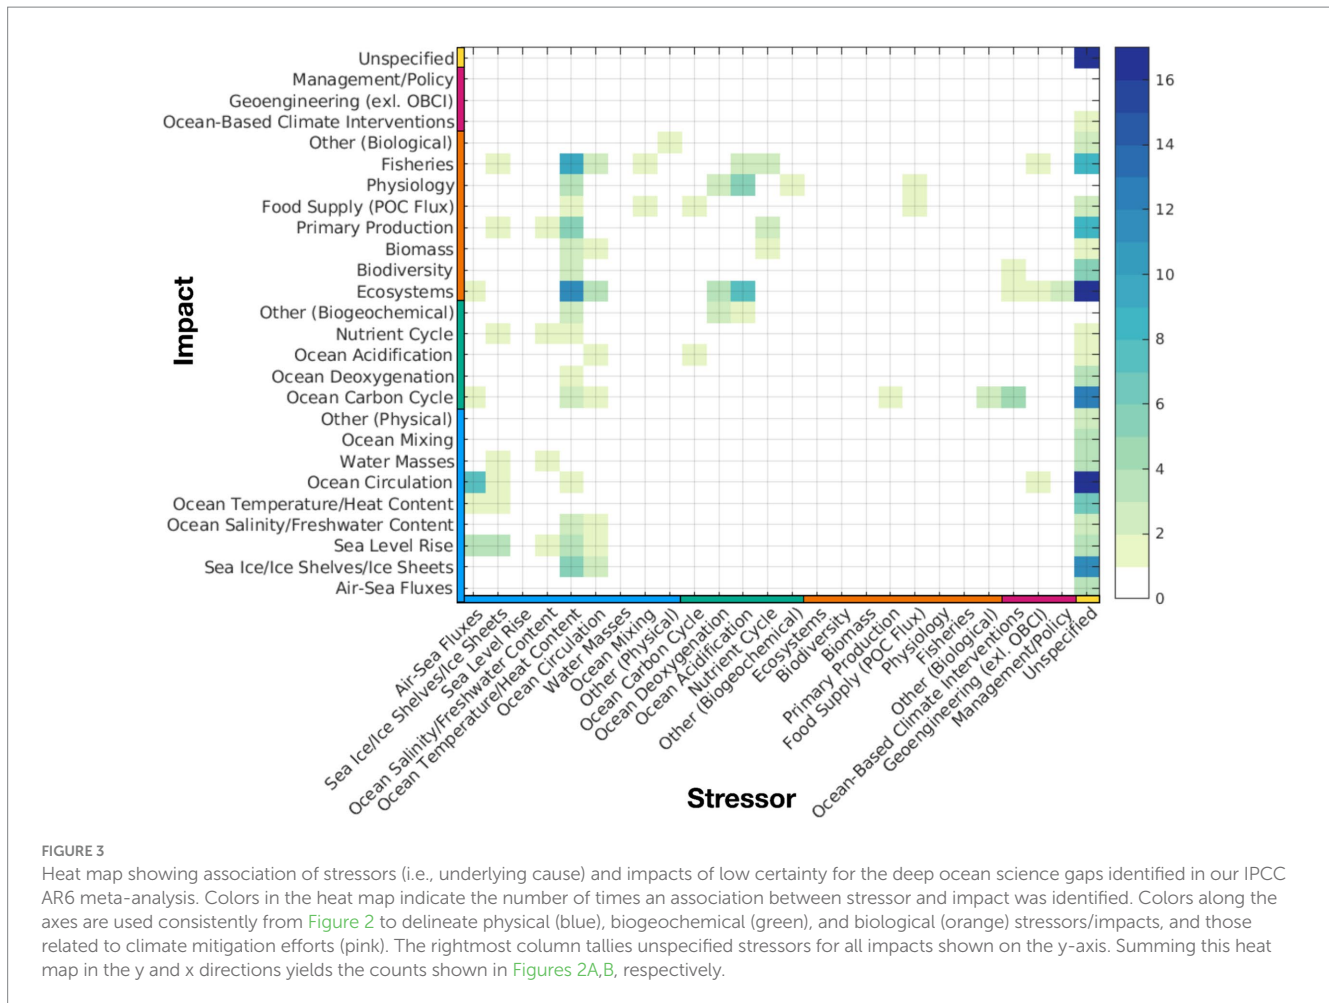 Unspecified
Management/Policy
Geoengineering (exl. OBCI)
Ocean-Based Climate Interventions
Other (Biological)
Fisheries
Physiology
Food Supply (POC Flux)
Primary Production
Biomass
Biodiversity
Ecosystems
Other (Biogeochemical)
Nutrient Cycle
Ocean Acidification
Ocean Deoxygenation
Ocean Carbon Cycle
Other (Physical)
Ocean Mixing
Water Masses
Ocean Circulation
Ocean Temperature/Heat Content
Ocean Salinity/Freshwater Content
Sea Level Rise
Sea Ice/Ice Shelves/Ice Sheets
Air-Sea Fluxes
Impact
16
14
12
10
8
6
4
2
0
Air-Sea Fluxes
Sea Ice/Ice Shelves/Ice Sheets
Sea Level Rise
Ocean Salinity/Freshwater Content
Ocean Temperature/Heat Content
Ocean Circulation
Water Masses
Ocean Mixing
Other (Physical)
Ocean Carbon Cycle
Ocean Deoxygenation
Ocean Acidification
Nutrient Cycle
Other (Biogeochemical)
Ecosystems
Biodiversity
Biomass
Primary Production
Food Supply (POC Flux)
Physiology
Fisheries
Other (Biological)
Ocean-Based Climate Interventions
Geoengineering (exl. OBCI)
Management/Policy
Unspecified
Stressor
FIGURE 3
Heat map showing association of stressors (i.e., underlying cause) and impacts of low certainty for the deep ocean science gaps identified in our IPCC
AR6 meta-analysis. Colors in the heat map indicate the number of times an association between stressor and impact was identified. Colors along the
axes are used consistently from Figure 2 to delineate physical (blue), biogeochemical (green), and biological (orange) stressors/impacts, and those
related to climate mitigation efforts (pink). The rightmost column tallies unspecified stressors for all impacts shown on the y-axis. Summing this heat
map in the y and x directions yields the counts shown in Figures 2A,B, respectively.